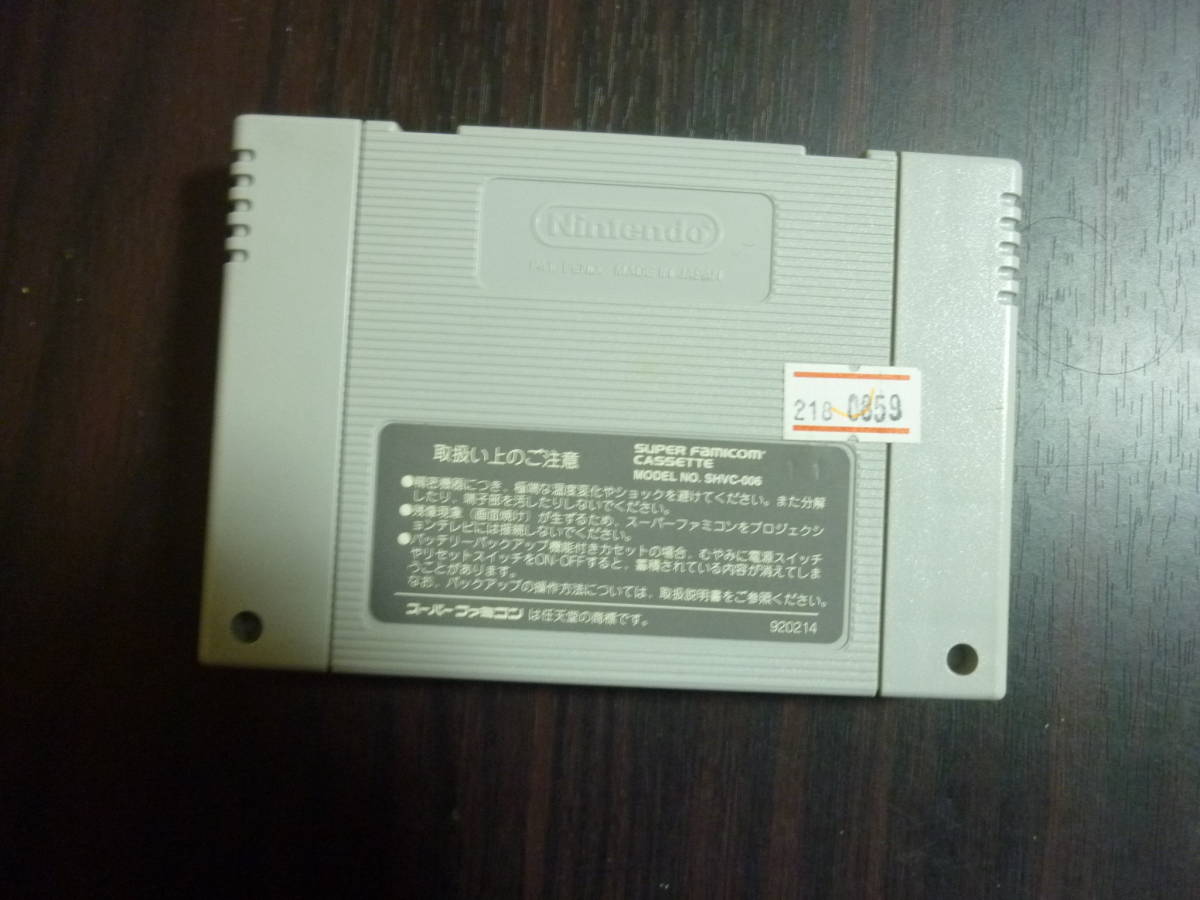 Nintendo
PAT. PEND. MADE IN JAPAN
218 0859
取扱い上のご注意
SUPER FAMICOM
CASSETTE
MODEL NO. SHVC-006
●精密機器につき、極端な温度変化やショックを避けてください。また分解
したり、端子部を汚したりしないでください。
●残像現象（画面焼け）が生ずるため、スーパーファミコンをプロジェクシ
ョンテレビには接続しないでください。
●バッテリーバックアップ機能付きカセットの場合、むやみに電源スイッチ
やリセットスイッチをON・OFFすると、蓄積されている内容が消えてしま
うことがあります。
なお、バックアップの操作方法については、取扱説明書をご参照ください。
スーパーファミコン は任天堂の商標です。
920214